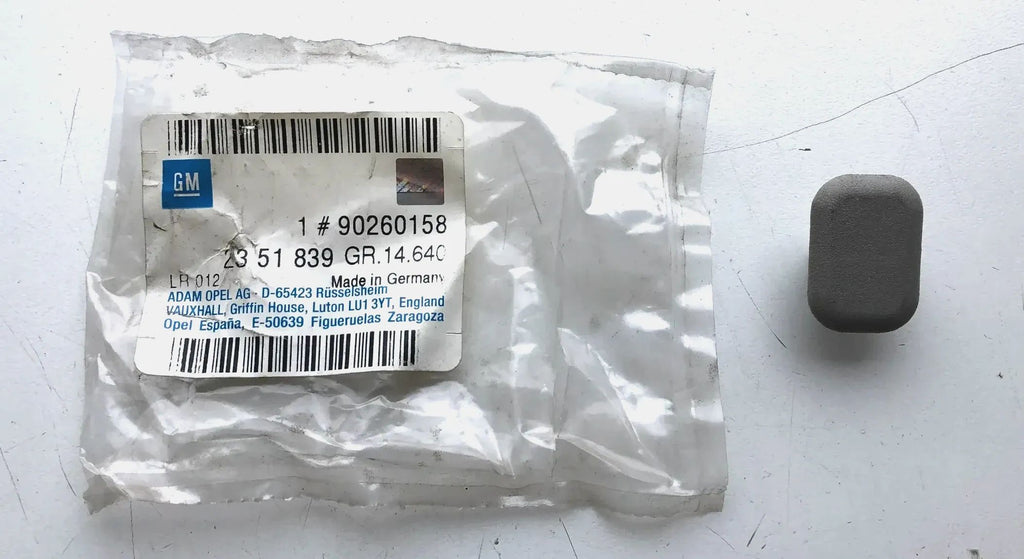 GM
1 # 90260158
23 51 839 GR.14.640
LR 012 Made in Germany
ADAM OPEL AG - D-65423 Rüsselsheim
VAUXHALL, Griffin House, Luton LU1 3YT, England
Opel España, E-50639 Figueruelas Zaragoza